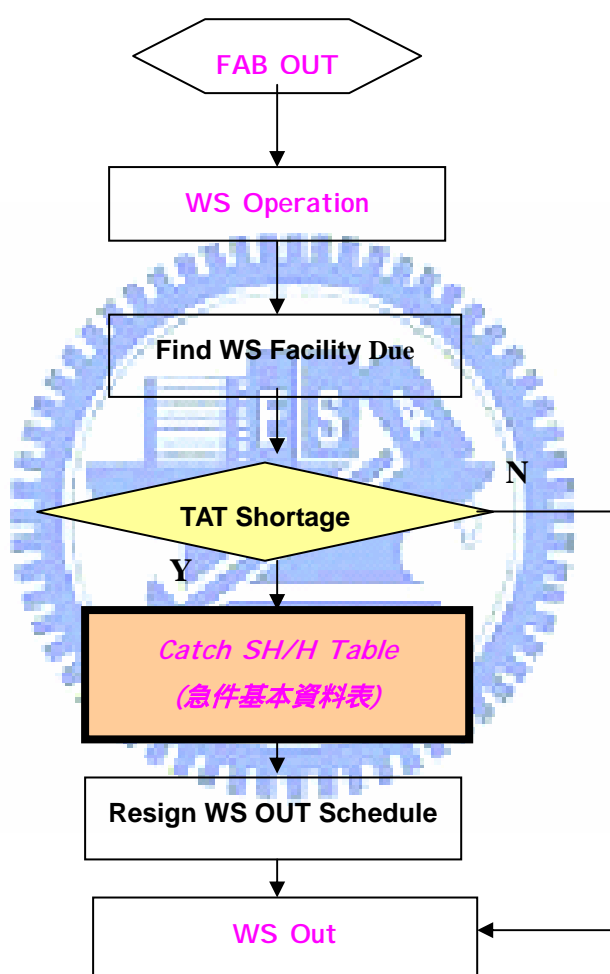 FAB OUT
WS Operation
Find WS Facility Due
TAT Shortage
N
Y
Catch SH/H Table
(急件基本資料表)
Resign WS OUT Schedule
WS Out